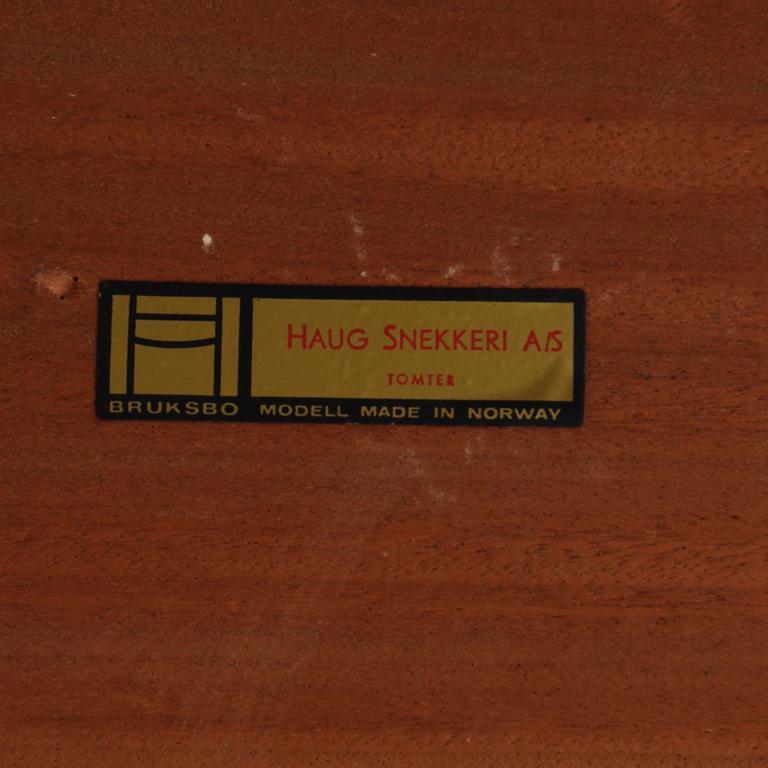 HAUG SNEKKERI A/S
TOMTER
BRUKSBO MODELL MADE IN NORWAY